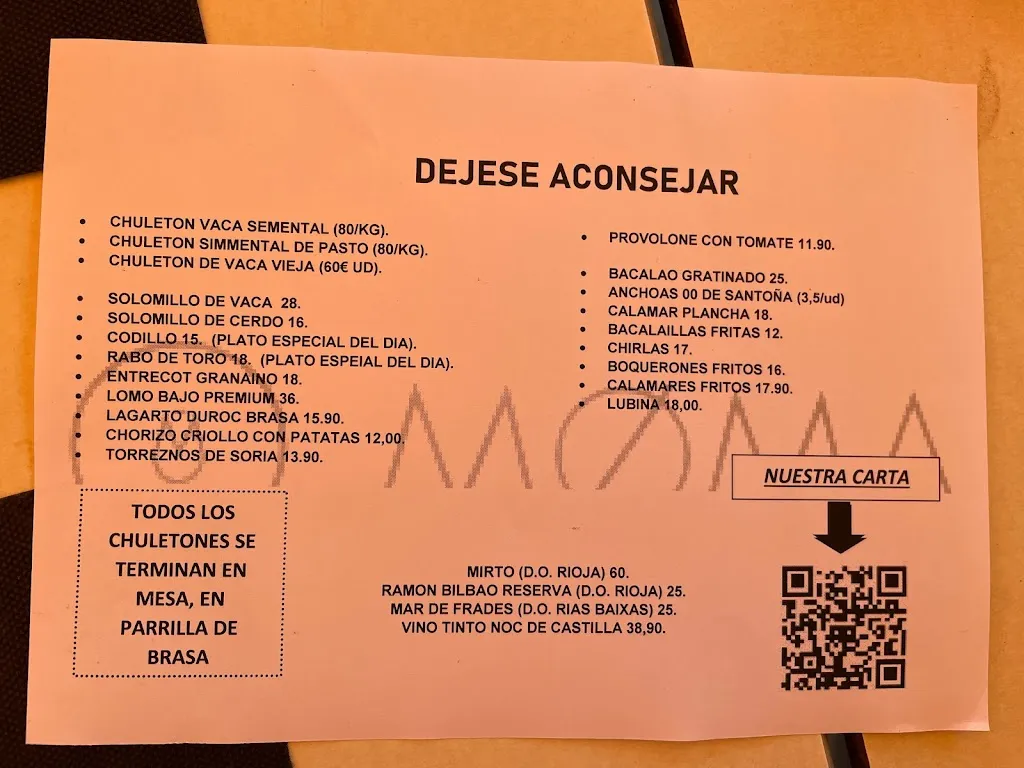 DEJESE ACONSEJAR
• CHULETON VACA SEMENTAL (80/KG).
• CHULETON SIMMENTAL DE PASTO (80/KG).
• CHULETON DE VACA VIEJA (60€ UD).
• SOLOMILLO DE VACA 28.
• SOLOMILLO DE CERDO 16.
• CODILLO 15. (PLATO ESPECIAL DEL DIA).
• RABO DE TORO 18. (PLATO ESPEIAL DEL DIA).
• ENTRECOT GRANAINO 18.
• LOMO BAJO PREMIUM 36.
• LAGARTO DUROC BRASA 15.90.
• CHORIZO CRIOLLO CON PATATAS 12,00.
• TORREZNOS DE SORIA 13.90.
• PROVOLONE CON TOMATE 11.90.
• BACALAO GRATINADO 25.
• ANCHOAS 00 DE SANTOÑA (3,5/ud)
• CALAMAR PLANCHA 18.
• BACALAILLAS FRITAS 12.
• CHIRLAS 17.
• BOQUERONES FRITOS 16.
• CALAMARES FRITOS 17.90.
• LUBINA 18,00.
TODOS LOS
CHULETONES SE
TERMINAN EN
MESA, EN
PARRILLA DE
BRASA
MIRTO (D.O. RIOJA) 60.
RAMON BILBAO RESERVA (D.O. RIOJA) 25.
MAR DE FRADES (D.O. RIAS BAIXAS) 25.
VINO TINTO NOC DE CASTILLA 38,90.
NUESTRA CARTA